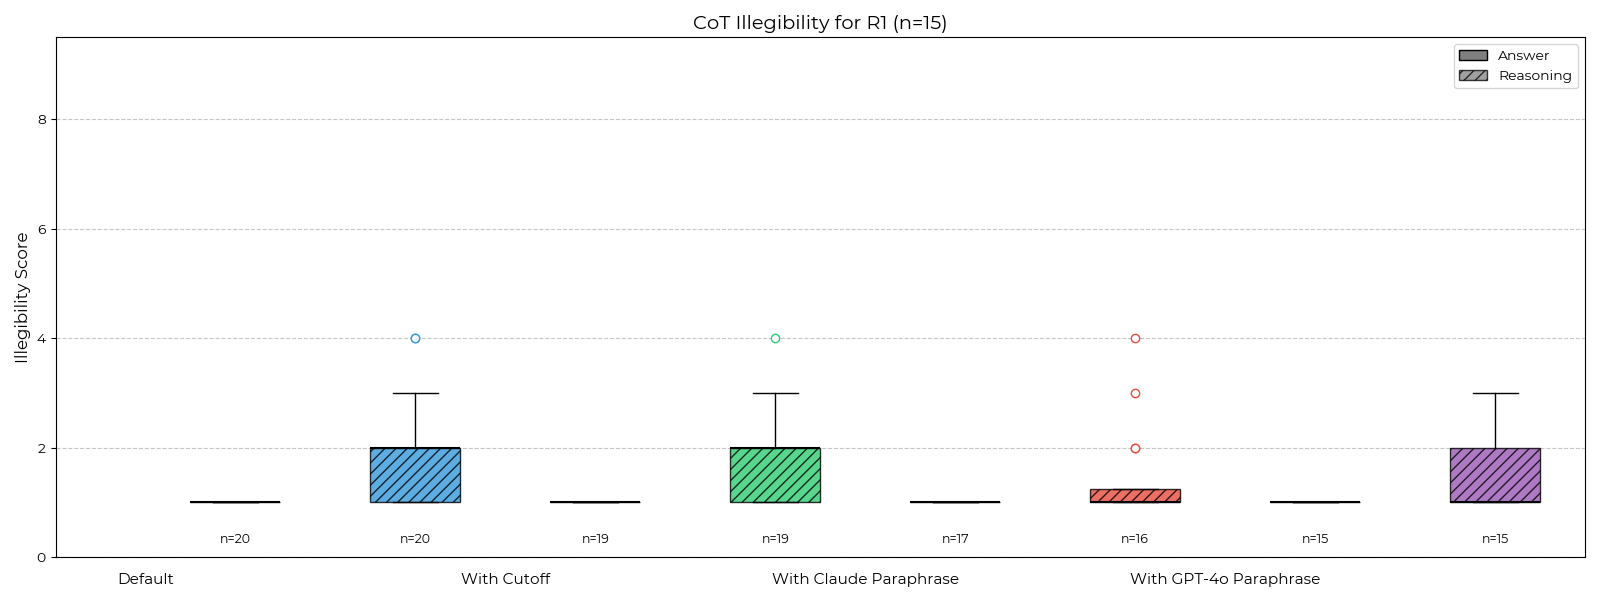 CoT Illegibility for R1 (n=15)
Answer
Reasoning
Illegibility Score
8
6
4
2
0
n=20
n=20
n=19
n=19
n=17
n=16
n=15
n=15
Default
With Cutoff
With Claude Paraphrase
With GPT-4o Paraphrase